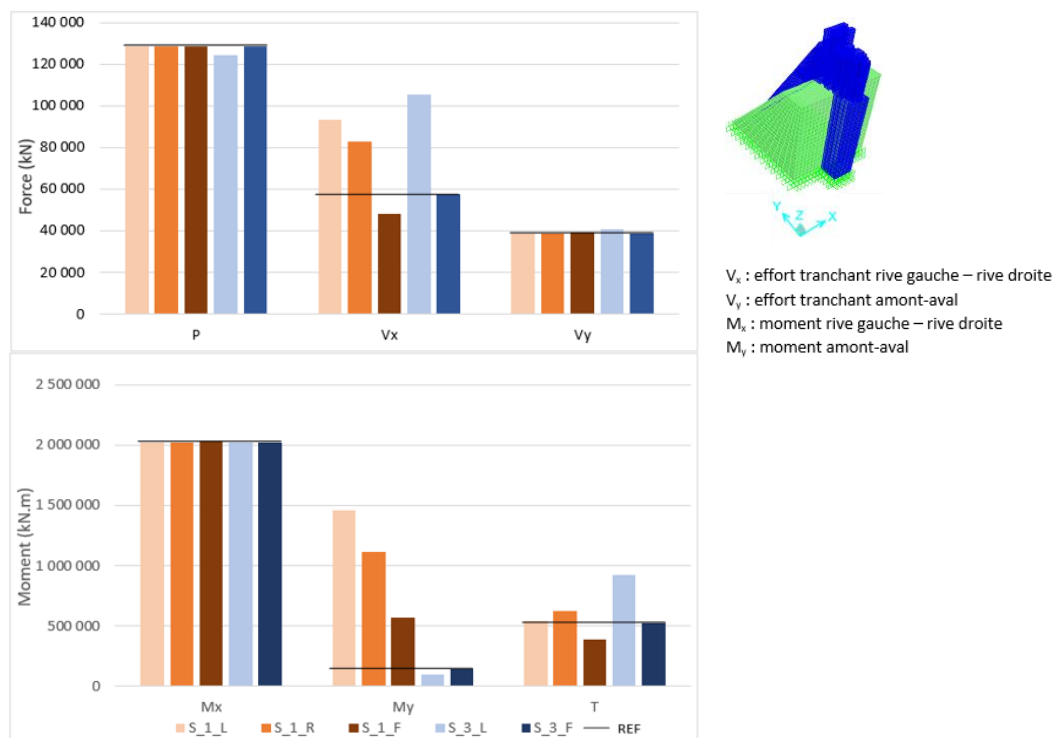 140 000
120 000
100 000
80 000
60 000
40 000
20 000
0
Force (kN)
P Vx Vy
2 500 000
2 000 000
1 500 000
1 000 000
500 000
0
Moment (kN.m)
Mx My T
S_1_L S_1_R S_1_F S_3_L S_3_F REF
Y Z X
Vx : effort tranchant rive gauche – rive droite
Vy : effort tranchant amont-aval
Mx : moment rive gauche – rive droite
My : moment amont-aval